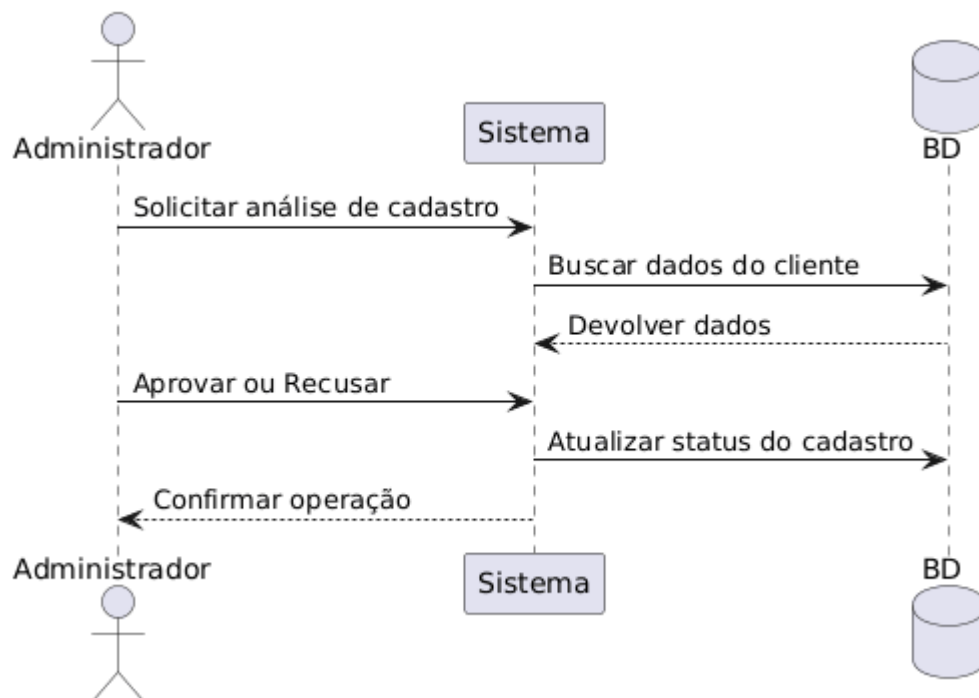 Administrador
Sistema
BD
Solicitar análise de cadastro
Buscar dados do cliente
Devolver dados
Aprovar ou Recusar
Atualizar status do cadastro
Confirmar operação
Administrador
Sistema
BD